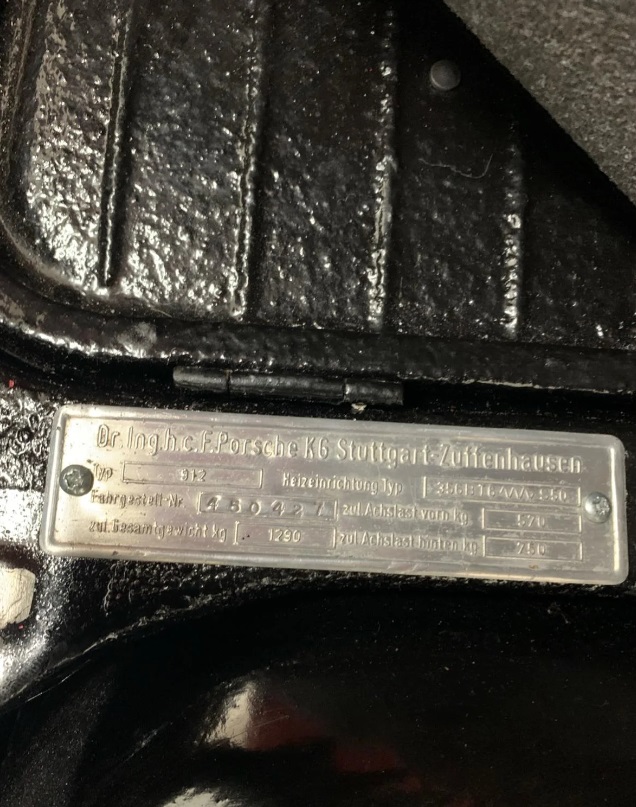 Dr. Ing. h. c. F. Porsche KG Stuttgart-Zuffenhausen
Typ 912 Heizeinrichtung Typ
Fahrgestell-Nr. 450427 zul. Achslast vorn kg 570
zul. Gesamtgewicht kg 1290 zul. Achslast hinten kg 750